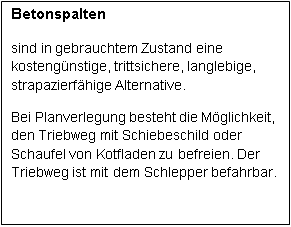 Betonspalten
sind in gebrauchtem Zustand eine
kostengünstige, trittsichere, langlebige,
strapazierfähige Alternative.
Bei Planverlegung besteht die Möglichkeit,
den Triebweg mit Schiebeschild oder
Schaufel von Kotfladen zu befreien. Der
Triebweg ist mit dem Schlepper befahrbar.